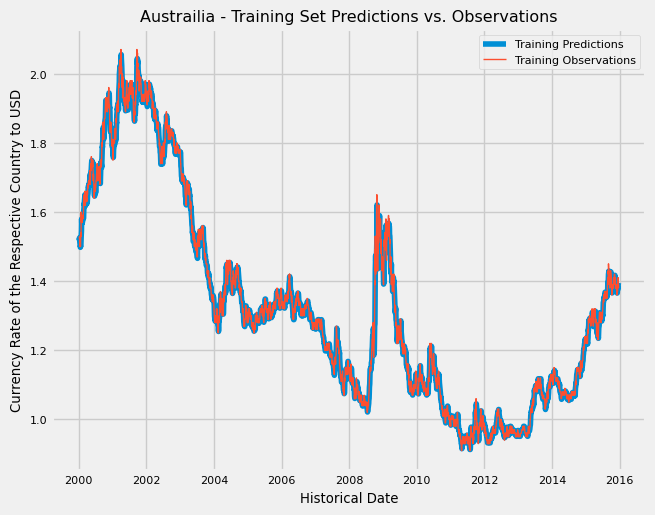 Austrailia - Training Set Predictions vs. Observations
Training Predictions
Training Observations
Currency Rate of the Respective Country to USD
2.0
1.8
1.6
1.4
1.2
1.0
2000 2002 2004 2006 2008 2010 2012 2014 2016
Historical Date